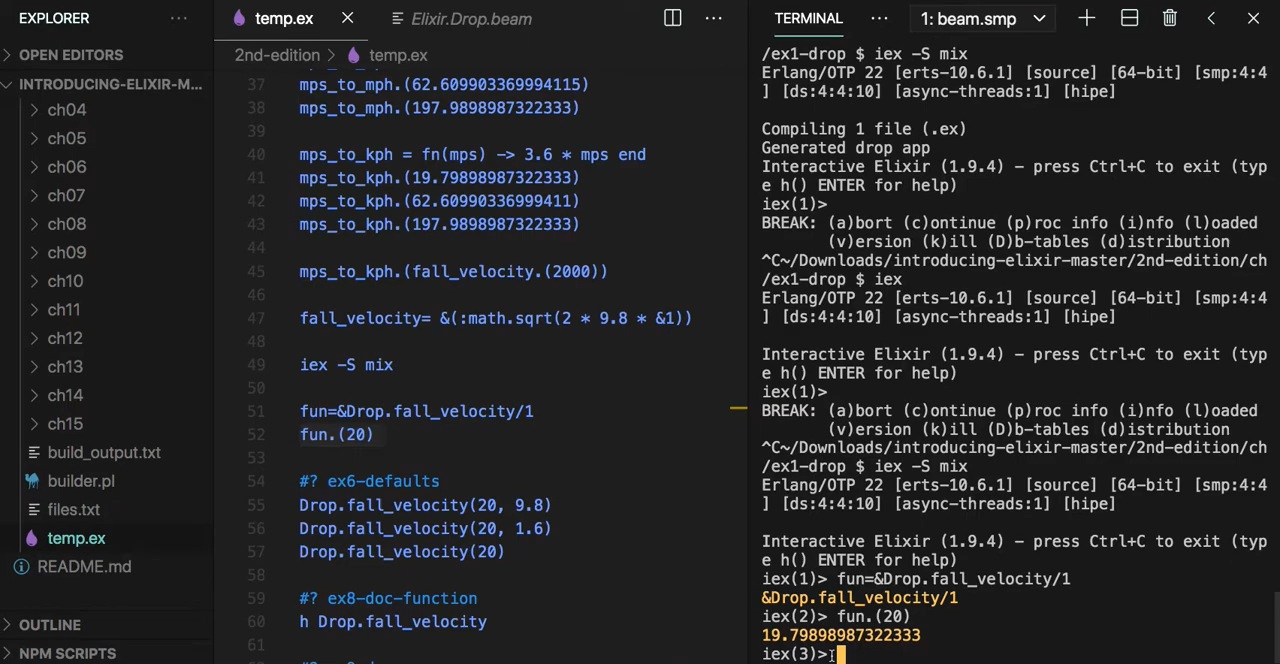 EXPLORER
···
OPEN EDITORS
INTRODUCING-ELIXIR-M...
ch04
ch05
ch06
ch07
ch08
ch09
ch10
ch11
ch12
ch13
ch14
ch15
build_output.txt
builder.pl
files.txt
temp.ex
README.md
OUTLINE
NPM SCRIPTS
temp.ex
Elixir.Drop.beam
···
2nd-edition > temp.ex
37 mps_to_mph.(62.609903369994115)
38 mps_to_mph.(197.9898987322333)
39
40 mps_to_kph = fn(mps) -> 3.6 * mps end
41 mps_to_kph.(19.79898987322333)
42 mps_to_kph.(62.60990336999411)
43 mps_to_kph.(197.9898987322333)
44
45 mps_to_kph.(fall_velocity.(2000))
46
47 fall_velocity= &(:math.sqrt(2 * 9.8 * &1))
48
49 iex -S mix
50
51 fun=&Drop.fall_velocity/1
52 fun.(20)
53
54 #? ex6-defaults
55 Drop.fall_velocity(20, 9.8)
56 Drop.fall_velocity(20, 1.6)
57 Drop.fall_velocity(20)
58
59 #? ex8-doc-function
60 h Drop.fall_velocity
61
TERMINAL
···
1: beam.smp
/ex1-drop $ iex -S mix
Erlang/OTP 22 [erts-10.6.1] [source] [64-bit] [smp:4:4
] [ds:4:4:10] [async-threads:1] [hipe]
Compiling 1 file (.ex)
Generated drop app
Interactive Elixir (1.9.4) - press Ctrl+C to exit (typ
e h() ENTER for help)
iex(1)>
BREAK: (a)bort (c)ontinue (p)roc info (i)nfo (l)oaded
(v)ersion (k)ill (D)b-tables (d)istribution
^C~/Downloads/introducing-elixir-master/2nd-edition/ch
/ex1-drop $ iex
Erlang/OTP 22 [erts-10.6.1] [source] [64-bit] [smp:4:4
] [ds:4:4:10] [async-threads:1] [hipe]
Interactive Elixir (1.9.4) - press Ctrl+C to exit (typ
e h() ENTER for help)
iex(1)>
BREAK: (a)bort (c)ontinue (p)roc info (i)nfo (l)oaded
(v)ersion (k)ill (D)b-tables (d)istribution
^C~/Downloads/introducing-elixir-master/2nd-edition/ch
/ex1-drop $ iex -S mix
Erlang/OTP 22 [erts-10.6.1] [source] [64-bit] [smp:4:4
] [ds:4:4:10] [async-threads:1] [hipe]
Interactive Elixir (1.9.4) - press Ctrl+C to exit (typ
e h() ENTER for help)
iex(1)> fun=&Drop.fall_velocity/1
&Drop.fall_velocity/1
iex(2)> fun.(20)
19.79898987322333
iex(3)>